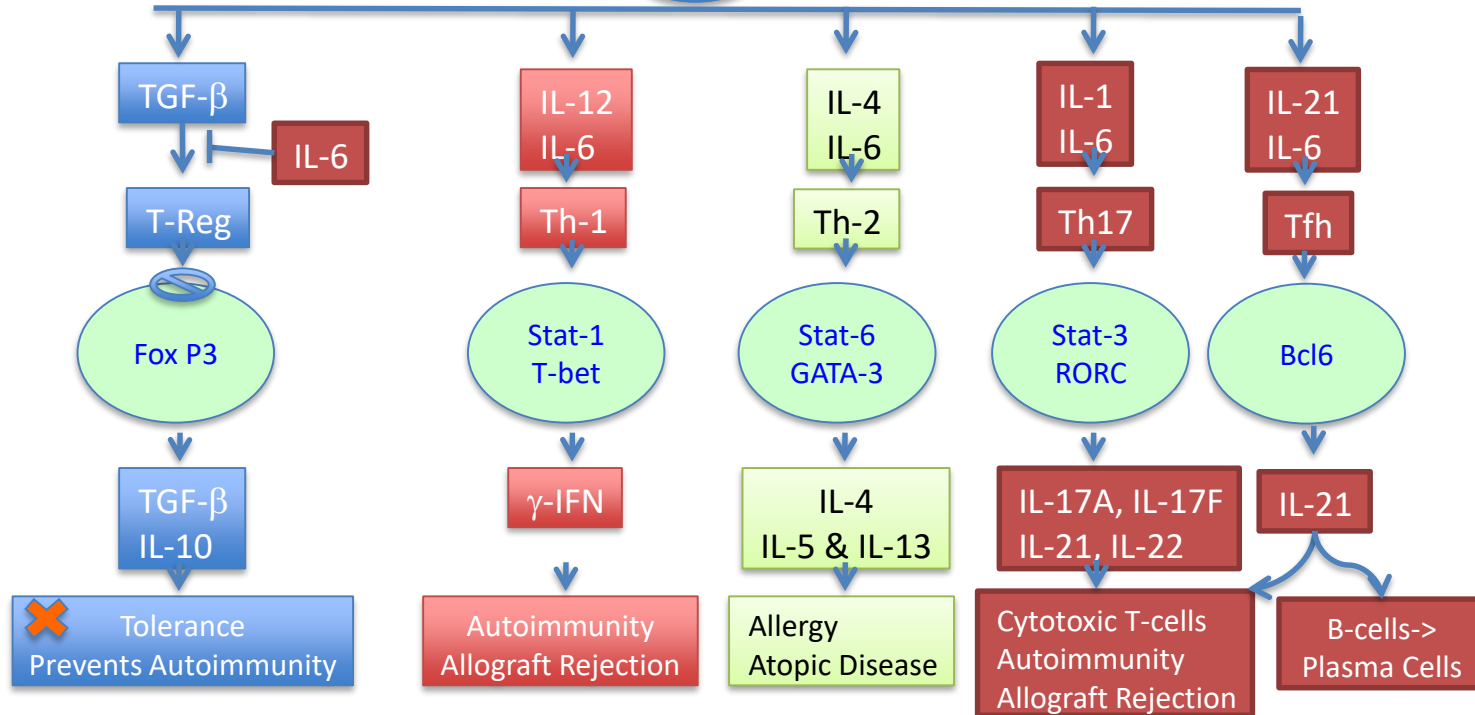 TGF-β
IL-6
T-Reg
Fox P3
TGF-β
IL-10
Tolerance
Prevents Autoimmunity
IL-12
IL-6
Th-1
Stat-1
T-bet
γ-IFN
Autoimmunity
Allograft Rejection
IL-4
IL-6
Th-2
Stat-6
GATA-3
IL-4
IL-5 & IL-13
Allergy
Atopic Disease
IL-1
IL-6
Th17
Stat-3
RORC
IL-17A, IL-17F
IL-21, IL-22
Cytotoxic T-cells
Autoimmunity
Allograft Rejection
IL-21
IL-6
Tfh
Bcl6
IL-21
B-cells->
Plasma Cells